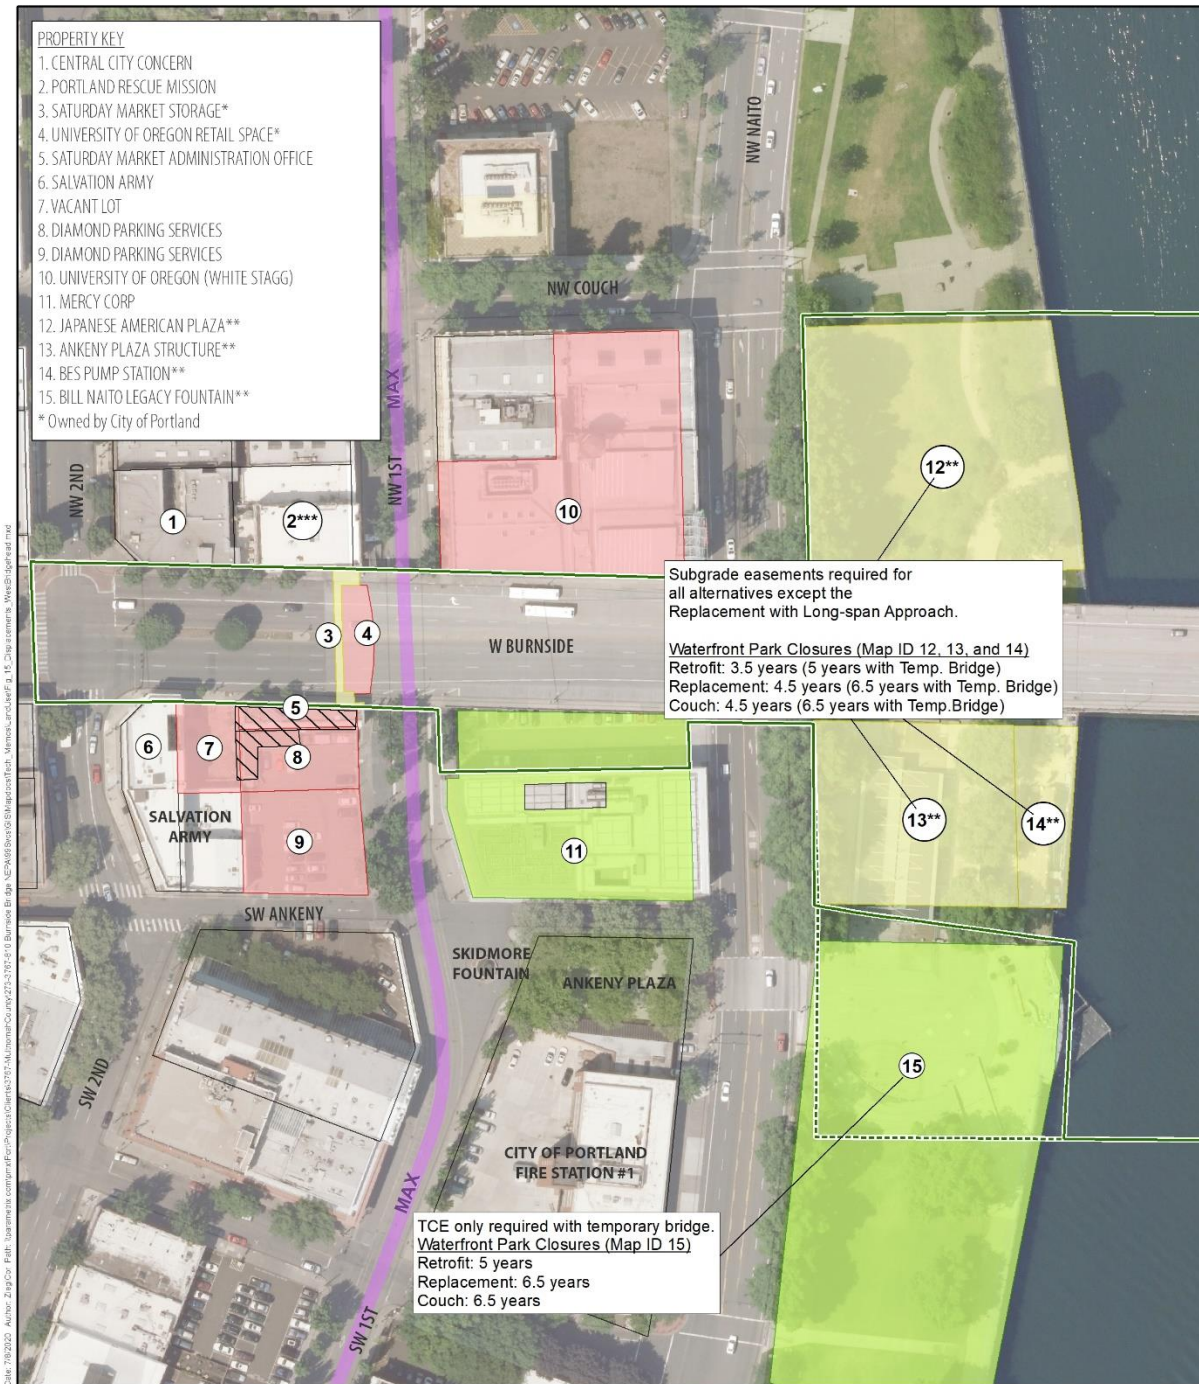 PROPERTY KEY
1. CENTRAL CITY CONCERN
2. PORTLAND RESCUE MISSION
3. SATURDAY MARKET STORAGE*
4. UNIVERSITY OF OREGON RETAIL SPACE*
5. SATURDAY MARKET ADMINISTRATION OFFICE
6. SALVATION ARMY
7. VACANT LOT
8. DIAMOND PARKING SERVICES
9. DIAMOND PARKING SERVICES
10. UNIVERSITY OF OREGON (WHITE STAGG)
11. MERCY CORP
12. JAPANESE AMERICAN PLAZA**
13. ANKENY PLAZA STRUCTURE**
14. BES PUMP STATION**
15. BILL NAITO LEGACY FOUNTAIN**
* Owned by City of Portland
NW NAITO
NW COUCH
MAX
NW 1ST
NW 2ND
1
2***
10
12**
Subgrade easements required for
all alternatives except the
Replacement with Long-span Approach.
Waterfront Park Closures (Map ID 12, 13, and 14)
Retrofit: 3.5 years (5 years with Temp. Bridge)
Replacement: 4.5 years (6.5 years with Temp. Bridge)
Couch: 4.5 years (6.5 years with Temp.Bridge)
3
4
W BURNSIDE
5
6
7
8
SALVATION
ARMY
9
11
13**
14**
SW ANKENY
SKIDMORE
FOUNTAIN
ANKENY PLAZA
SW 2ND
15
CITY OF PORTLAND
FIRE STATION #1
MAX
SW 1ST
TCE only required with temporary bridge.
Waterfront Park Closures (Map ID 15)
Retrofit: 5 years
Replacement: 6.5 years
Couch: 6.5 years